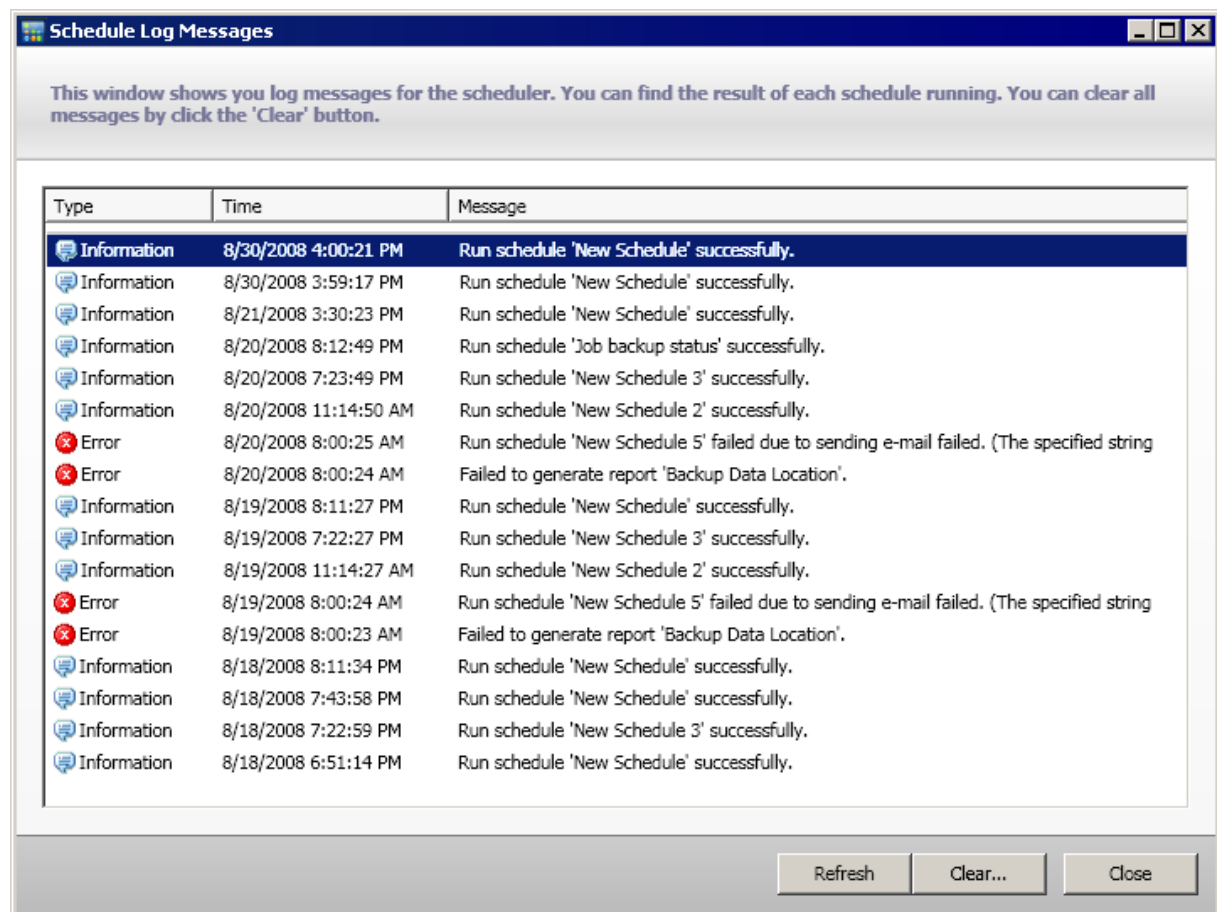 Schedule Log Messages
This window shows you log messages for the scheduler. You can find the result of each schedule running. You can clear all
messages by click the 'Clear' button.
Type Time Message
Information 8/30/2008 4:00:21 PM Run schedule 'New Schedule' successfully.
Information 8/30/2008 3:59:17 PM Run schedule 'New Schedule' successfully.
Information 8/21/2008 3:30:23 PM Run schedule 'New Schedule' successfully.
Information 8/20/2008 8:12:49 PM Run schedule 'Job backup status' successfully.
Information 8/20/2008 7:23:49 PM Run schedule 'New Schedule 3' successfully.
Information 8/20/2008 11:14:50 AM Run schedule 'New Schedule 2' successfully.
Error 8/20/2008 8:00:25 AM Run schedule 'New Schedule 5' failed due to sending e-mail failed. (The specified string
Error 8/20/2008 8:00:24 AM Failed to generate report 'Backup Data Location'.
Information 8/19/2008 8:11:27 PM Run schedule 'New Schedule' successfully.
Information 8/19/2008 7:22:27 PM Run schedule 'New Schedule 3' successfully.
Information 8/19/2008 11:14:27 AM Run schedule 'New Schedule 2' successfully.
Error 8/19/2008 8:00:24 AM Run schedule 'New Schedule 5' failed due to sending e-mail failed. (The specified string
Error 8/19/2008 8:00:23 AM Failed to generate report 'Backup Data Location'.
Information 8/18/2008 8:11:34 PM Run schedule 'New Schedule' successfully.
Information 8/18/2008 7:43:58 PM Run schedule 'New Schedule' successfully.
Information 8/18/2008 7:22:59 PM Run schedule 'New Schedule 3' successfully.
Information 8/18/2008 6:51:14 PM Run schedule 'New Schedule' successfully.
Refresh Clear... Close